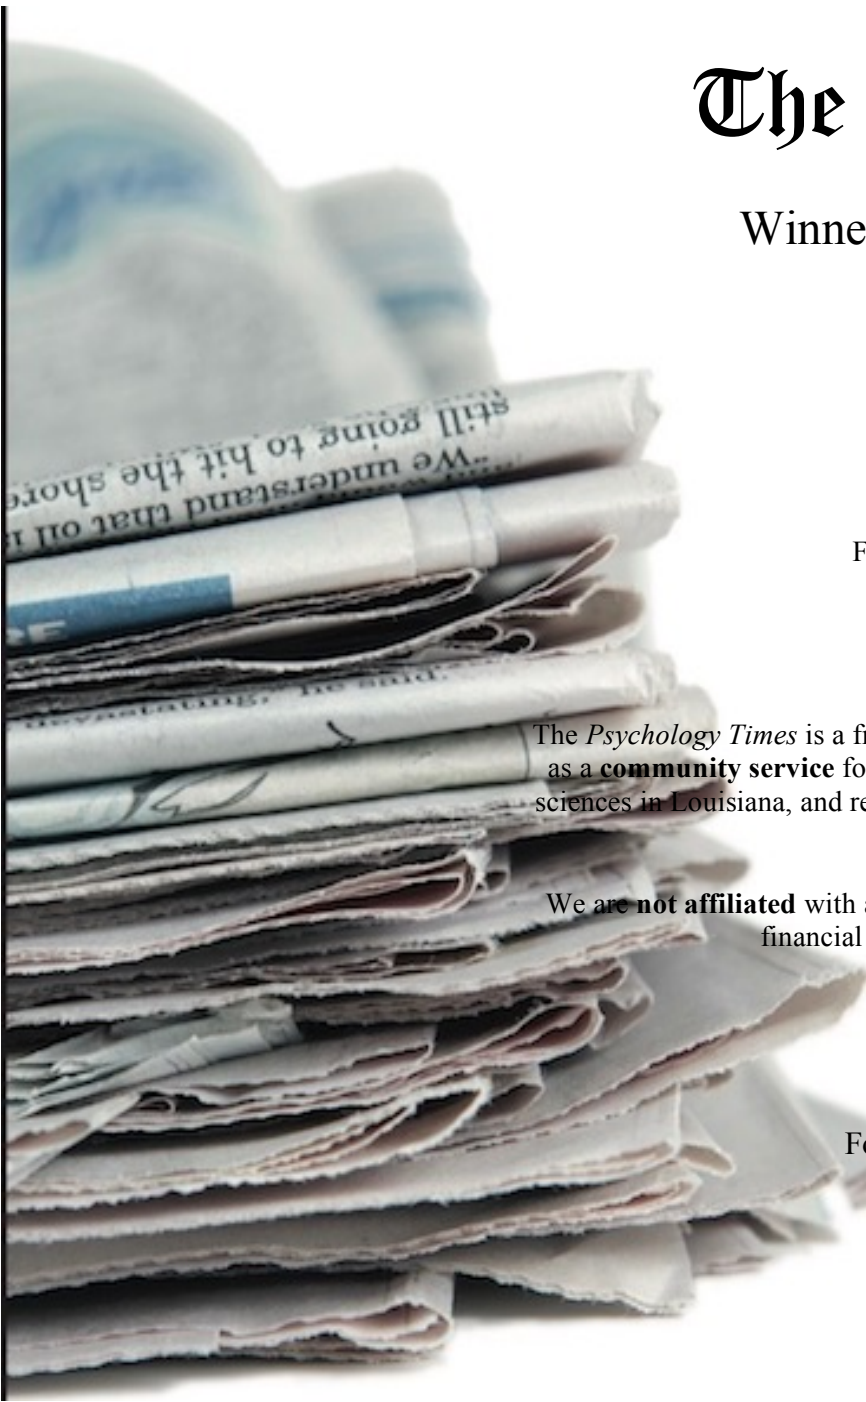 The
Winne
still going to hit the shore
"We understand that oil i
F
The Psychology Times is a fr
as a community service fo
sciences in Louisiana, and re
We are not affiliated with a
financial
Fo